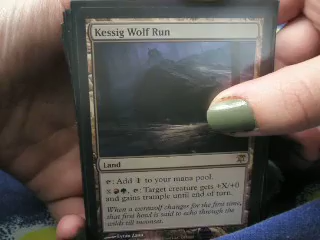 Kessig Wolf Run
Land
: Add 1 to your mana pool.
X , : Target creature gets +X/+0
and gains trample until end of turn.
When a werewolf changes for the first time,
that first howl is said to echo through the
wilds till moonset.